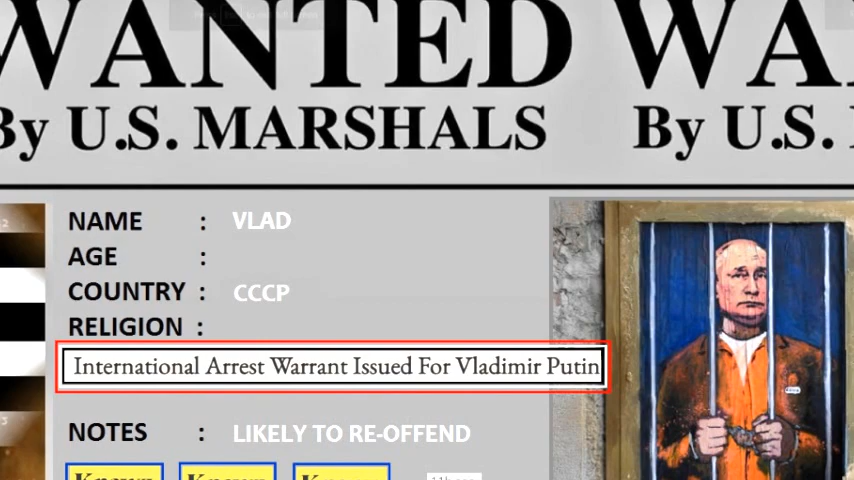 WANTED WA
By U.S. MARSHALS By U.S.
NAME : VLAD
AGE :
COUNTRY : CCCP
RELIGION :
International Arrest Warrant Issued For Vladimir Putin
NOTES : LIKELY TO RE-OFFEND